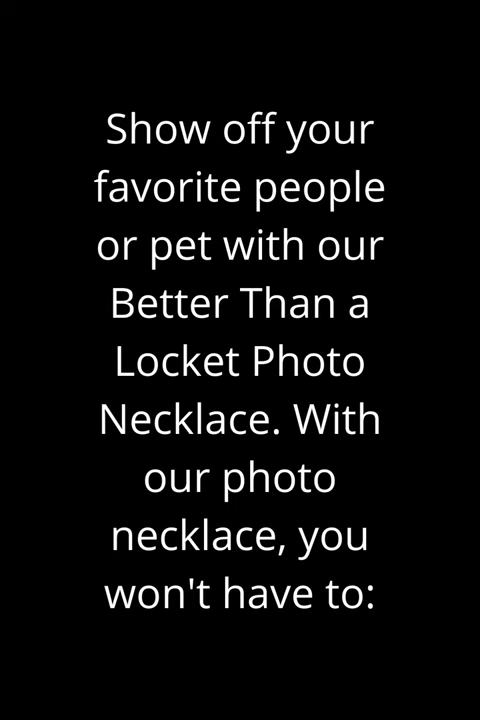 Show off your
favorite people
or pet with our
Better Than a
Locket Photo
Necklace. With
our photo
necklace, you
won't have to: